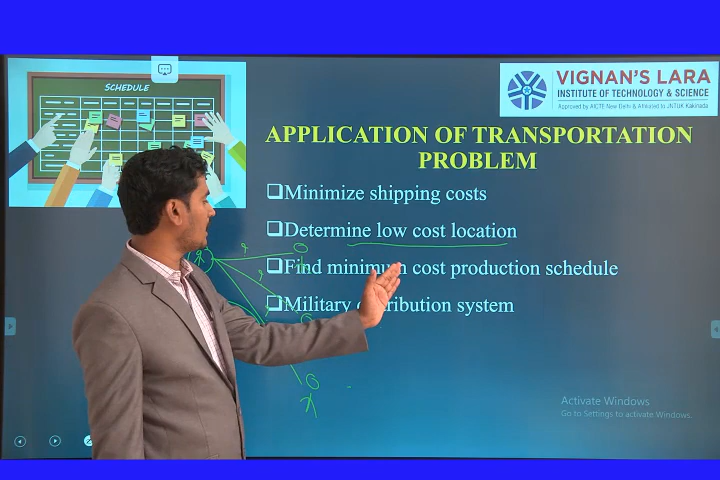 SCHEDULE
VIGNAN'S LARA
INSTITUTE OF TECHNOLOGY & SCIENCE
Approved by AICTE New Delhi & Affiliated to JNTUK Kakinada
APPLICATION OF TRANSPORTATION
PROBLEM
Minimize shipping costs
Determine low cost location
Find minimum cost production schedule
Military distribution system
Activate Windows
Go to Settings to activate Windows.